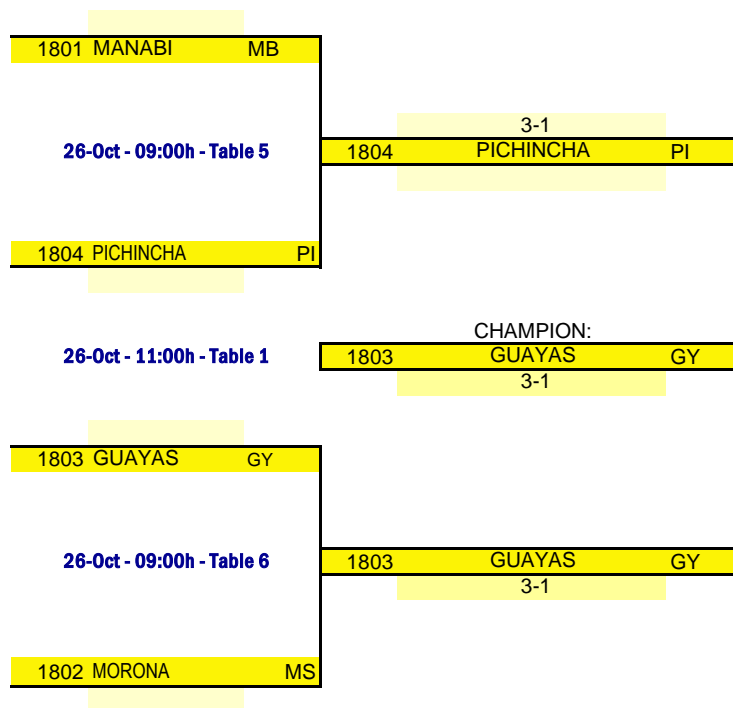 1801 MANABI MB
3-1
26-Oct - 09:00h - Table 5
1804 PICHINCHA PI
1804 PICHINCHA PI
CHAMPION:
26-Oct - 11:00h - Table 1
1803 GUAYAS GY
3-1
1803 GUAYAS GY
26-Oct - 09:00h - Table 6
1803 GUAYAS GY
3-1
1802 MORONA MS